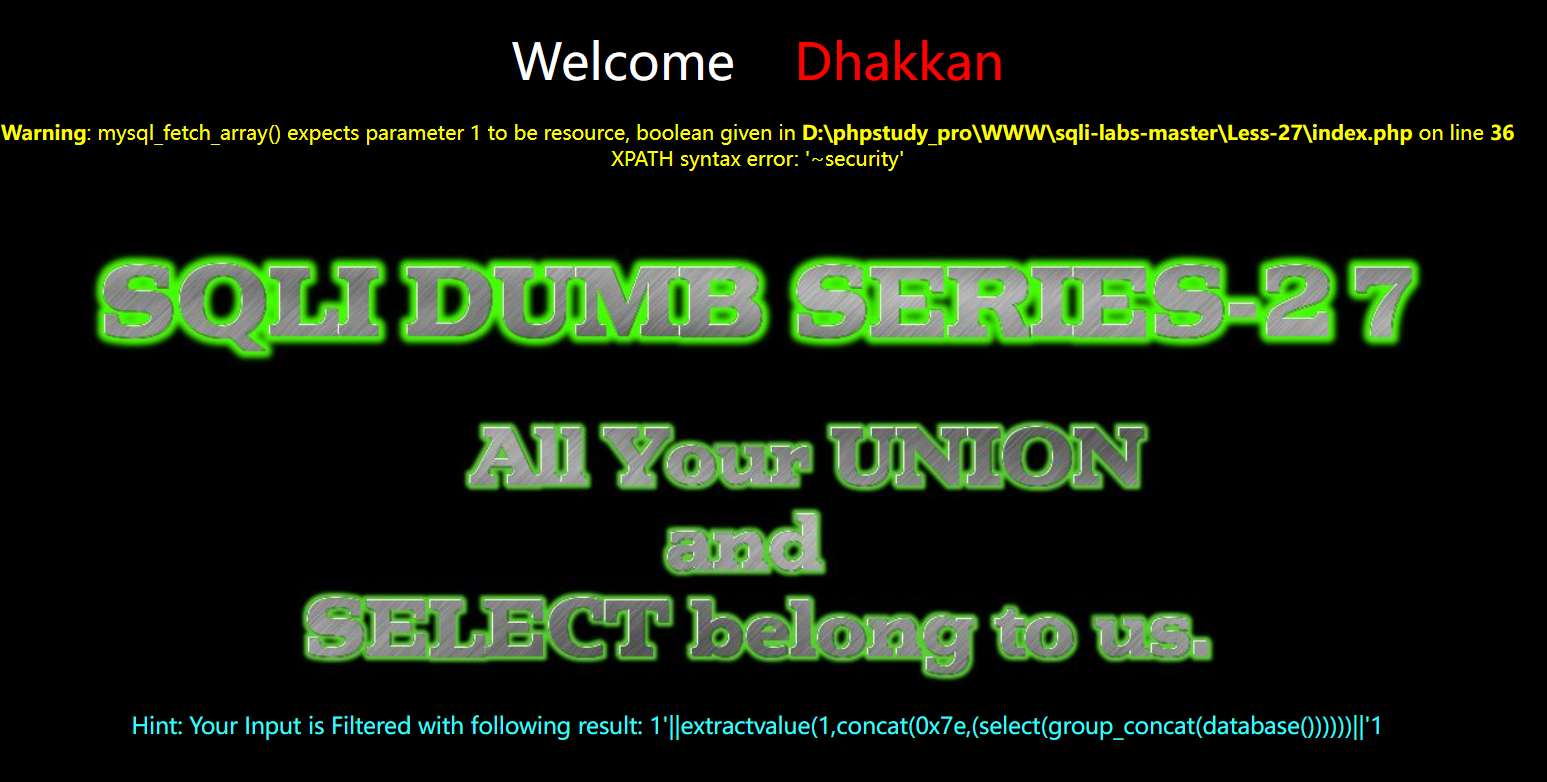 Welcome Dhakkan
Warning: mysql_fetch_array() expects parameter 1 to be resource, boolean given in D:\phpstudy_pro\WWW\sqli-labs-master\Less-27\index.php on line 36
XPATH syntax error: '~security'
SQLI DUMB SERIES-27
All Your UNION
and
SELECT belong to us.
Hint: Your Input is Filtered with following result: 1'||extractvalue(1,concat(0x7e,(select(group_concat(database())))))||'1